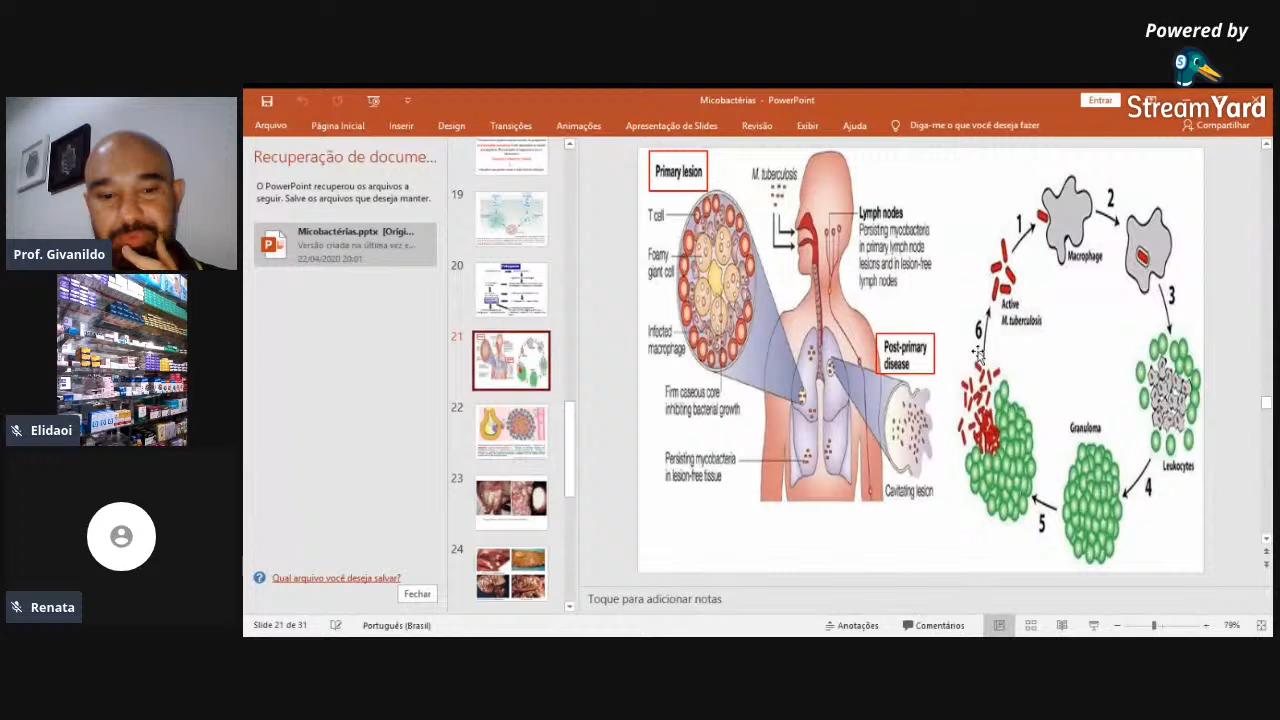 Powered by
StreamYard
Prof. Givanildo
Elidaoi
Renata
Micobactérias - PowerPoint
Entrar
Arquivo
Página Inicial
Inserir
Design
Transições
Animações
Apresentação de Slides
Revisão
Exibir
Ajuda
Diga-me o que você deseja fazer
Compartilhar
Recuperação de docume...
O PowerPoint recuperou os arquivos a
seguir. Salve os arquivos que deseja manter.
Micobactérias.pptx [Origi...
Versão criada na última vez e...
22/04/2020 20:01
Qual arquivo você deseja salvar?
Fechar
19
20
21
22
23
24
Primary lesion
T cell
Foamy
giant cell
Infected
macrophage
Firm caseous core
inhibiting bacterial growth
Persisting mycobacteria
in lesion-free tissue
M. tuberculosis
Lymph nodes
Persisting mycobacteria
in primary lymph node
lesions and in lesion-free
lymph nodes
Post-primary
disease
Cavitating lesion
1
2
Macrophage
3
Active
M. tuberculosis
6
Granuloma
Leukocytes
4
5
Toque para adicionar notas
Slide 21 de 31
Português (Brasil)
Anotações
Comentários
79%